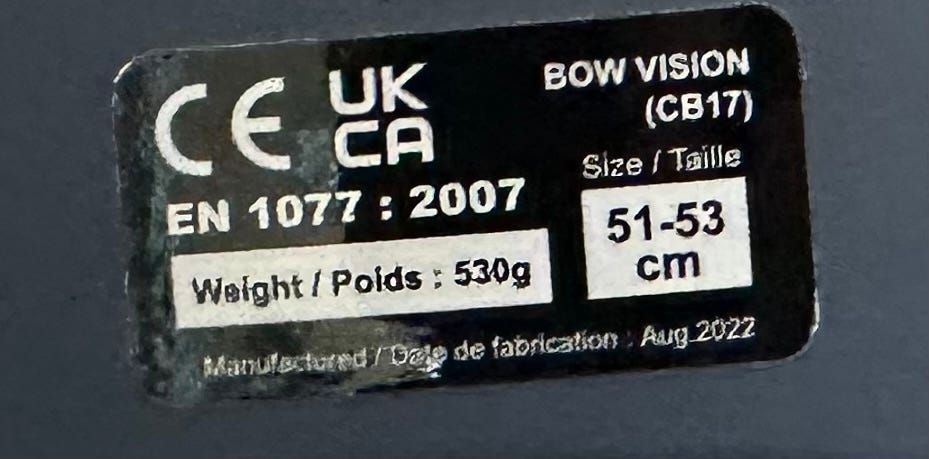 CE UK
CA
EN 1077 : 2007
Weight / Poids : 530g
BOW VISION
(CB17)
Size / Taille
51-53
cm
Manufactured / Date de fabrication : Aug 2022